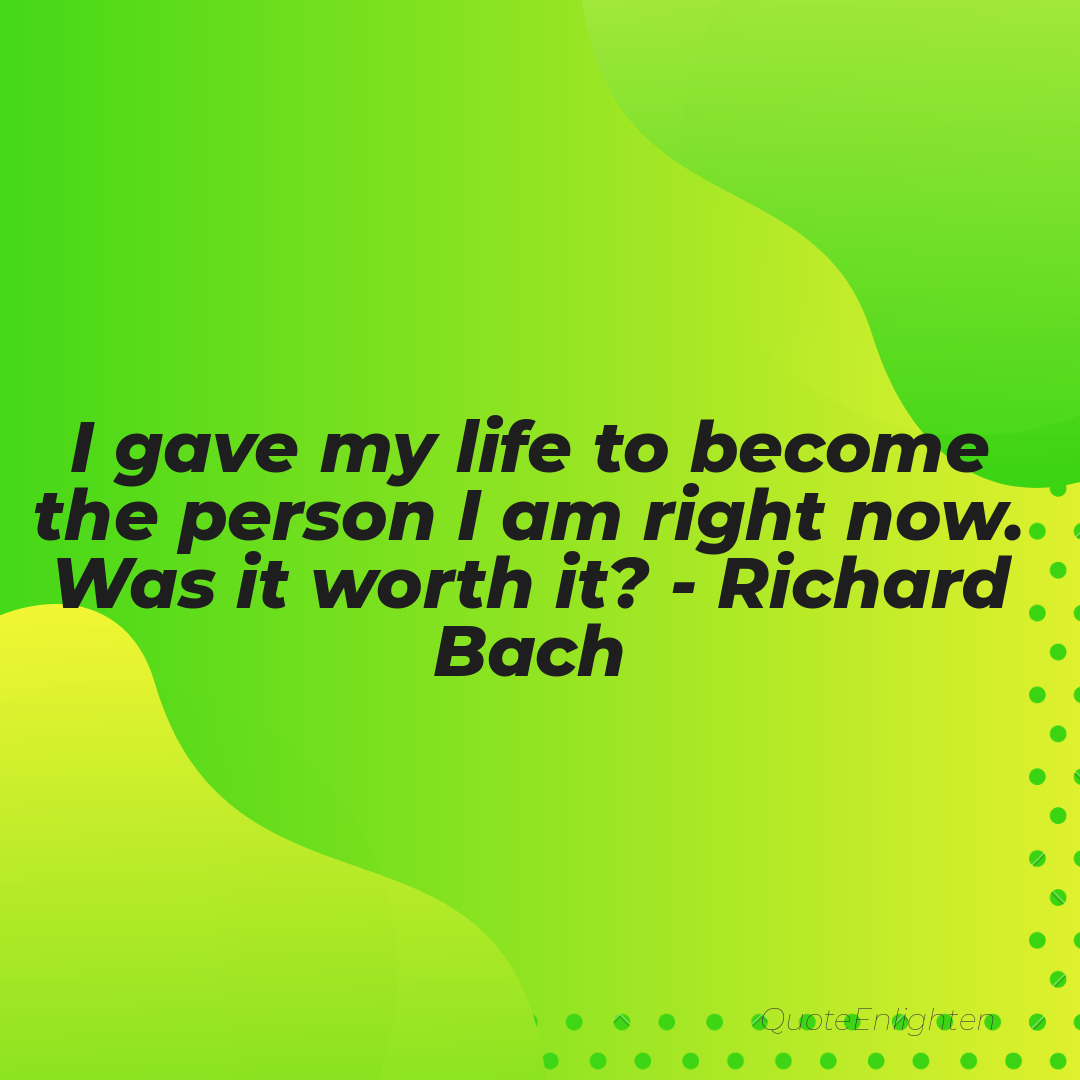 I gave my life to become
the person I am right now.
Was it worth it? - Richard
Bach
QuoteEnlighten